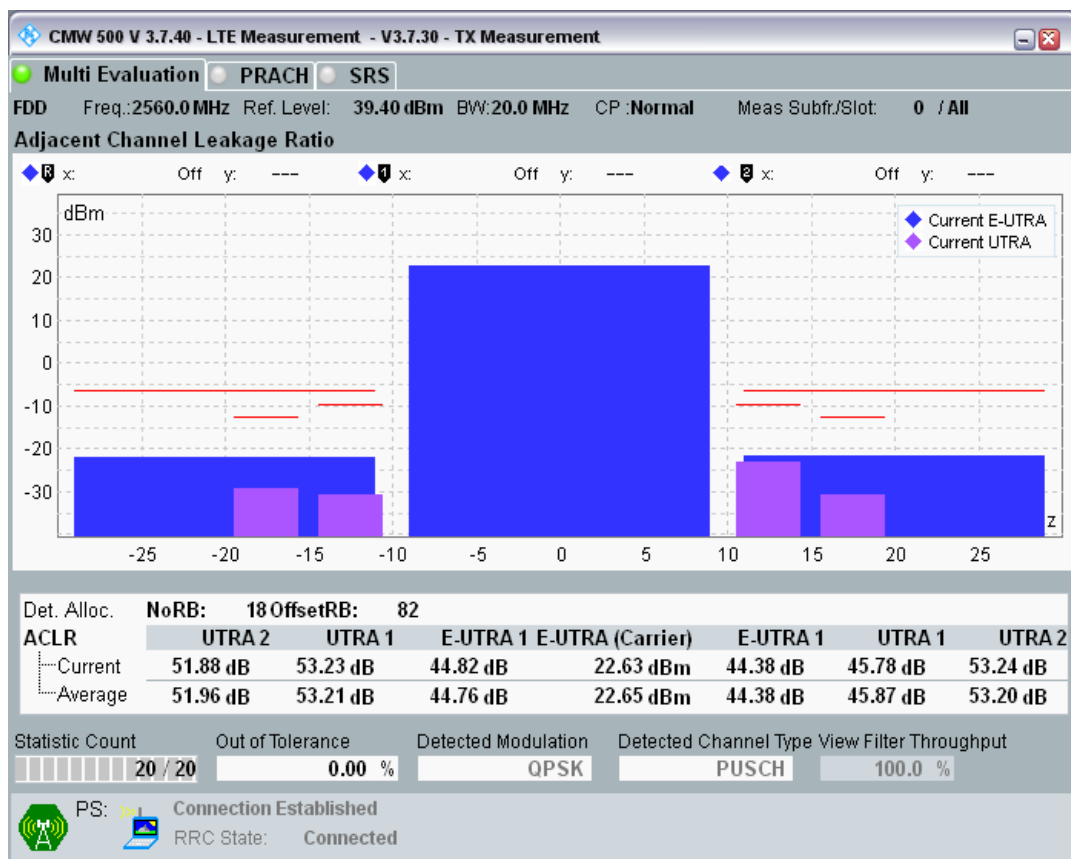 CMW 500 V 3.7.40 - LTE Measurement - V3.7.30 - TX Measurement
Multi Evaluation PRACH SRS
FDD Freq.:2560.0 MHz Ref. Level: 39.40 dBm BW:20.0 MHz CP :Normal Meas Subfr./Slot: 0 / All
Adjacent Channel Leakage Ratio
R x: Off y: --- 1 x: Off y: --- 2 x: Off y: ---
dBm
Current E-UTRA
Current UTRA
30
20
10
0
-10
-20
-30
z
-25 -20 -15 -10 -5 0 5 10 15 20 25
Det. Alloc. NoRB: 18 OffsetRB: 82
ACLR UTRA 2 UTRA 1 E-UTRA 1 E-UTRA (Carrier) E-UTRA 1 UTRA 1 UTRA 2
Current 51.88 dB 53.23 dB 44.82 dB 22.63 dBm 44.38 dB 45.78 dB 53.24 dB
Average 51.96 dB 53.21 dB 44.76 dB 22.65 dBm 44.38 dB 45.87 dB 53.20 dB
Statistic Count Out of Tolerance Detected Modulation Detected Channel Type View Filter Throughput
20 / 20 0.00 % QPSK PUSCH 100.0 %
PS: Connection Established
RRC State: Connected